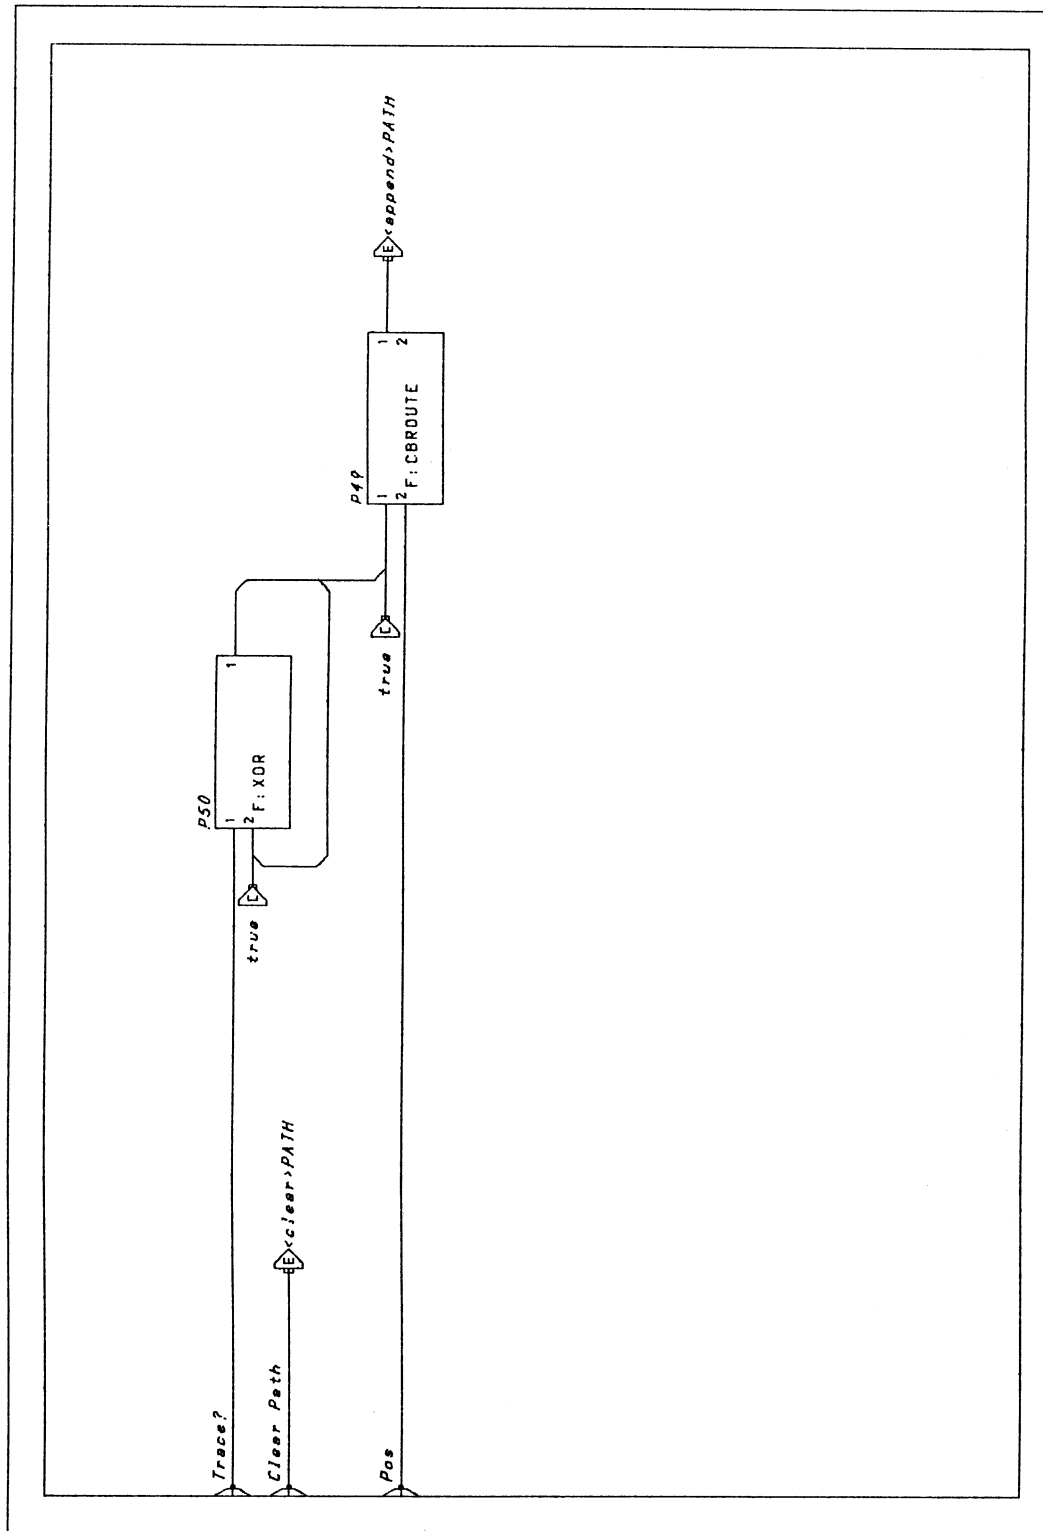 P50
Trace?
1
1
2
F:XOR
true
C
Clear Path
E
<clear>PATH
P49
1
1
E
<append>PATH
2
2
F:CBROUTE
true
C
Pos